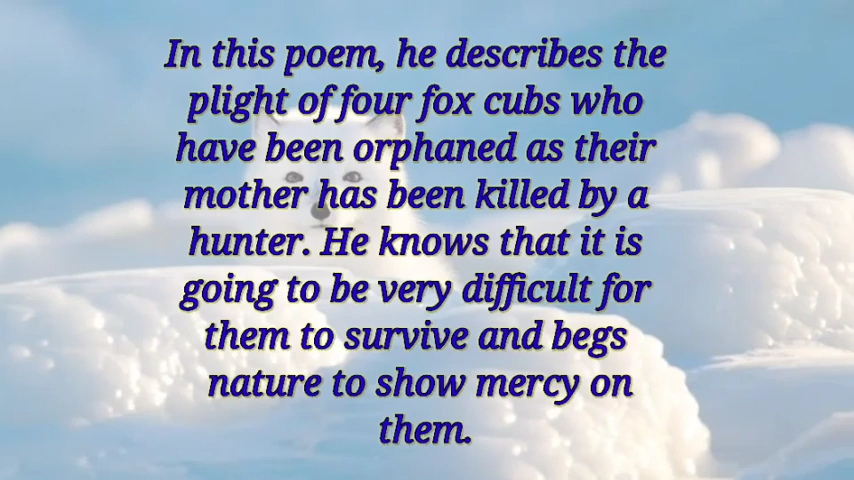 In this poem, he describes the
plight of four fox cubs who
have been orphaned as their
mother has been killed by a
hunter. He knows that it is
going to be very difficult for
them to survive and begs
nature to show mercy on
them.